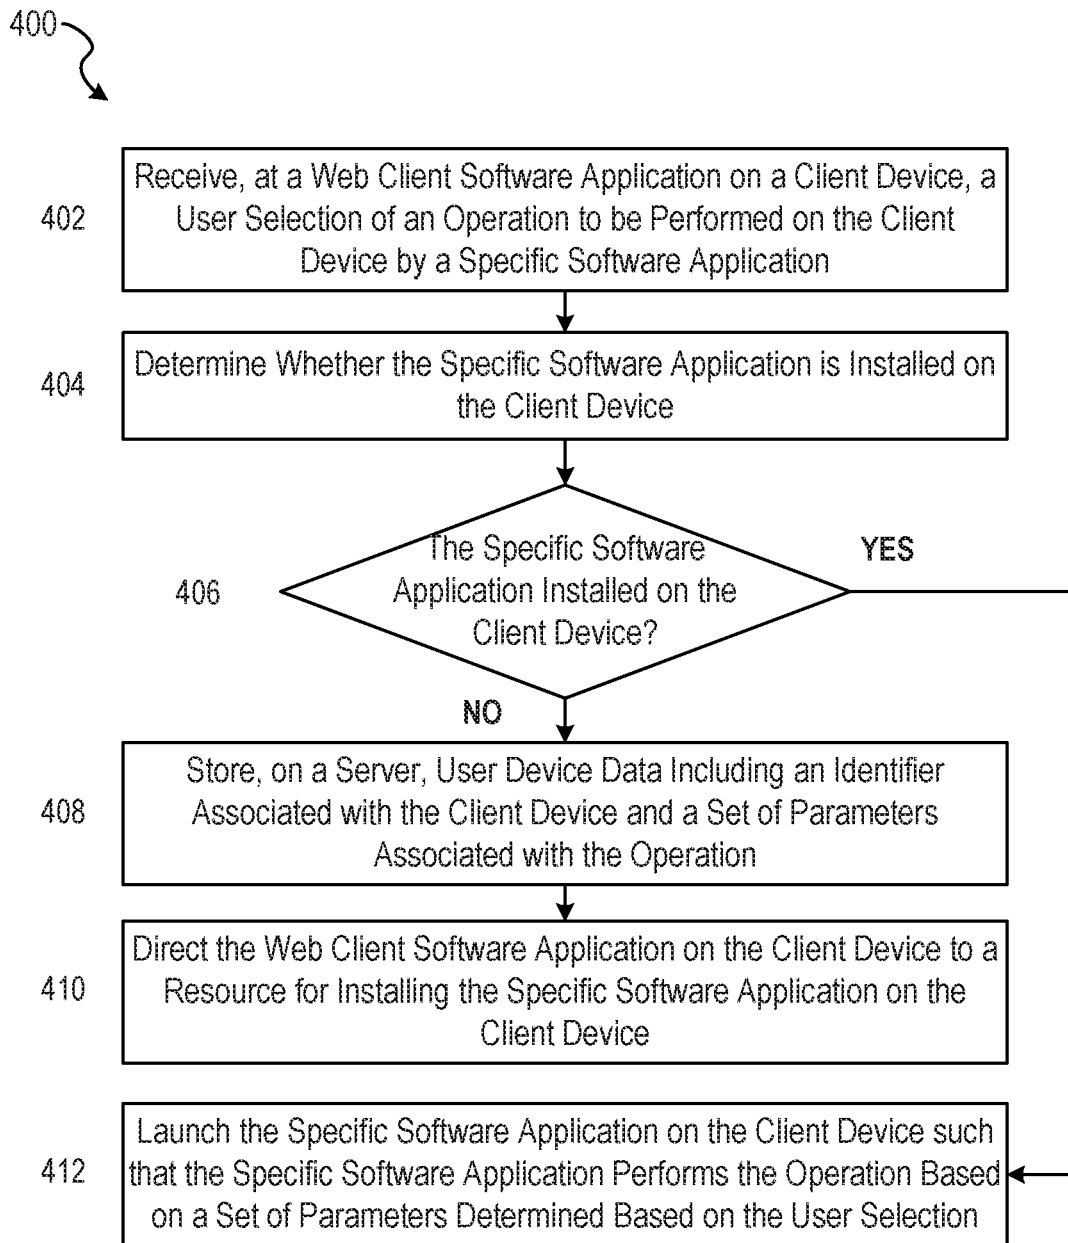 400
402
Receive, at a Web Client Software Application on a Client Device, a
User Selection of an Operation to be Performed on the Client
Device by a Specific Software Application
404
Determine Whether the Specific Software Application is Installed on
the Client Device
406
The Specific Software
Application Installed on the
Client Device?
YES
NO
408
Store, on a Server, User Device Data Including an Identifier
Associated with the Client Device and a Set of Parameters
Associated with the Operation
410
Direct the Web Client Software Application on the Client Device to a
Resource for Installing the Specific Software Application on the
Client Device
412
Launch the Specific Software Application on the Client Device such
that the Specific Software Application Performs the Operation Based
on a Set of Parameters Determined Based on the User Selection